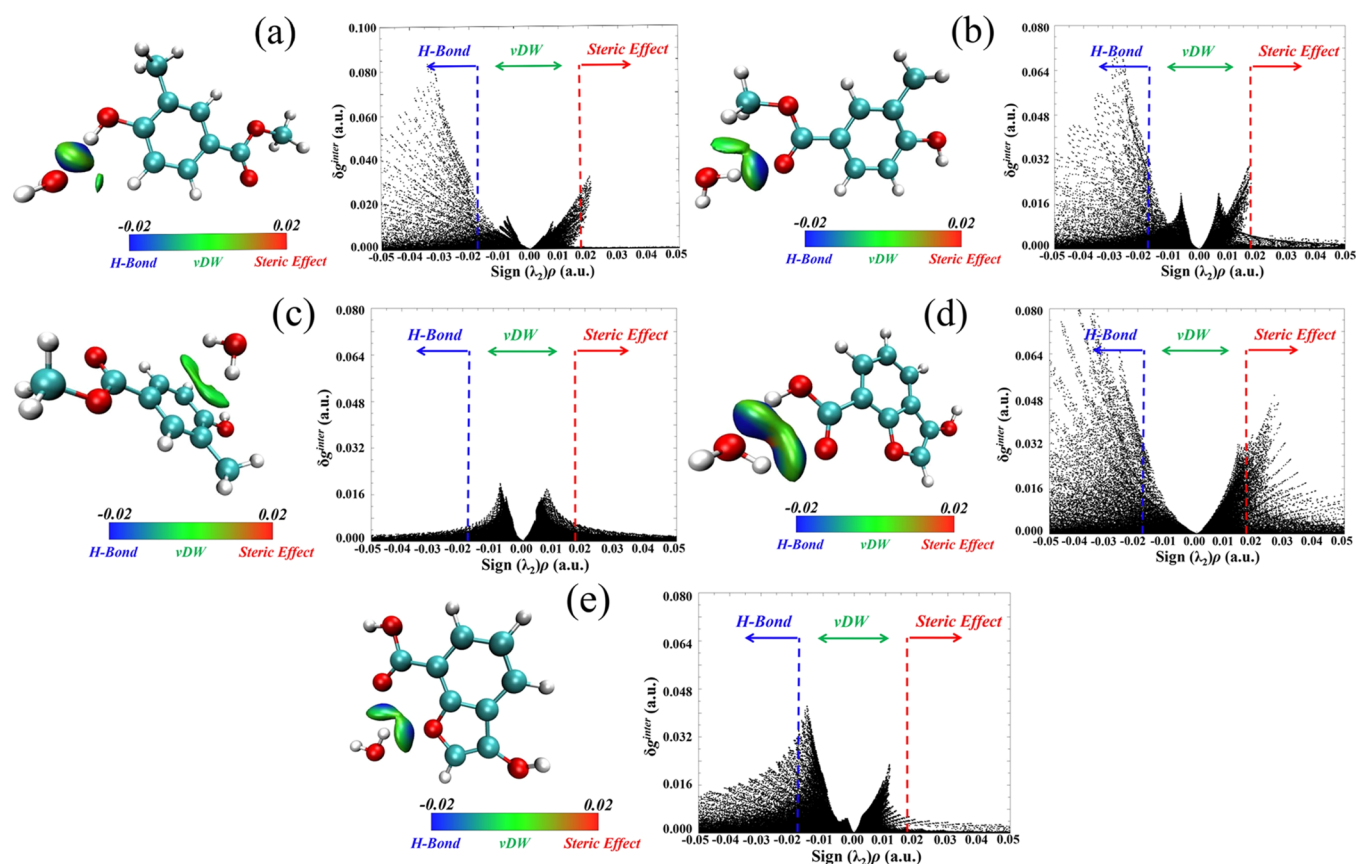 (a)
-0.02 0.02
H-Bond vDW Steric Effect
H-Bond vDW Steric Effect
0.100
0.080
0.060
0.040
0.020
0.000
δg^inter (a.u.)
-0.05 -0.04 -0.03 -0.02 -0.01 0.00 0.01 0.02 0.03 0.04 0.05
Sign (λ₂)ρ (a.u.)
(b)
-0.02 0.02
H-Bond vDW Steric Effect
H-Bond vDW Steric Effect
0.080
0.064
0.048
0.032
0.016
0.000
δg^inter (a.u.)
-0.05 -0.04 -0.03 -0.02 -0.01 0.00 0.01 0.02 0.03 0.04 0.05
Sign (λ₂)ρ (a.u.)
(c)
-0.02 0.02
H-Bond vDW Steric Effect
H-Bond vDW Steric Effect
0.080
0.064
0.048
0.032
0.016
0.000
δg^inter (a.u.)
-0.05 -0.04 -0.03 -0.02 -0.01 0.00 0.01 0.02 0.03 0.04 0.05
Sign (λ₂)ρ (a.u.)
(d)
-0.02 0.02
H-Bond vDW Steric Effect
H-Bond vDW Steric Effect
0.080
0.064
0.048
0.032
0.016
0.000
δg^inter (a.u.)
-0.05 -0.04 -0.03 -0.02 -0.01 0.00 0.01 0.02 0.03 0.04 0.05
Sign (λ₂)ρ (a.u.)
(e)
-0.02 0.02
H-Bond vDW Steric Effect
H-Bond vDW Steric Effect
0.080
0.064
0.048
0.032
0.016
0.000
δg^inter (a.u.)
-0.05 -0.04 -0.03 -0.02 -0.01 0.00 0.01 0.02 0.03 0.04 0.05
Sign (λ₂)ρ (a.u.)